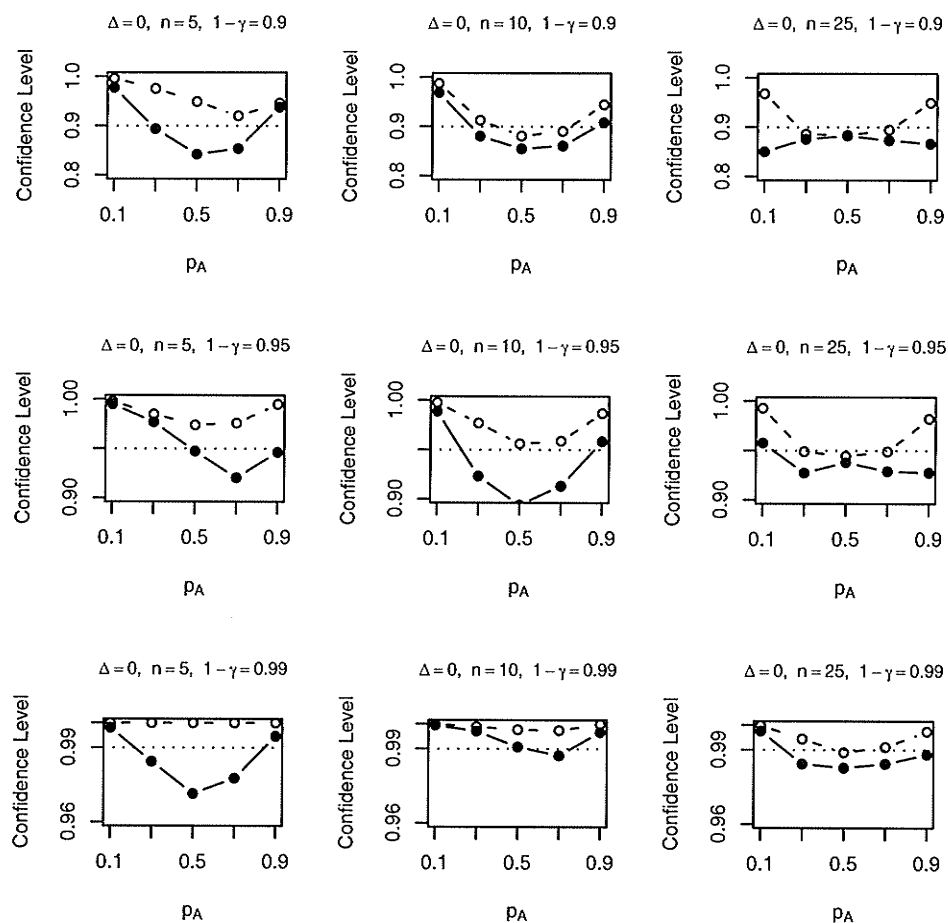 Δ=0, n=5, 1−γ=0.9
Confidence Level
1.0
0.9
0.8
0.1
0.5
0.9
pA
Δ=0, n=10, 1−γ=0.9
Confidence Level
1.0
0.9
0.8
0.1
0.5
0.9
pA
Δ=0, n=25, 1−γ=0.9
Confidence Level
1.0
0.9
0.8
0.1
0.5
0.9
pA
Δ=0, n=5, 1−γ=0.95
Confidence Level
1.00
0.90
0.1
0.5
0.9
pA
Δ=0, n=10, 1−γ=0.95
Confidence Level
1.00
0.90
0.1
0.5
0.9
pA
Δ=0, n=25, 1−γ=0.95
Confidence Level
1.00
0.90
0.1
0.5
0.9
pA
Δ=0, n=5, 1−γ=0.99
Confidence Level
0.99
0.96
0.1
0.5
0.9
pA
Δ=0, n=10, 1−γ=0.99
Confidence Level
0.99
0.96
0.1
0.5
0.9
pA
Δ=0, n=25, 1−γ=0.99
Confidence Level
0.99
0.96
0.1
0.5
0.9
pA